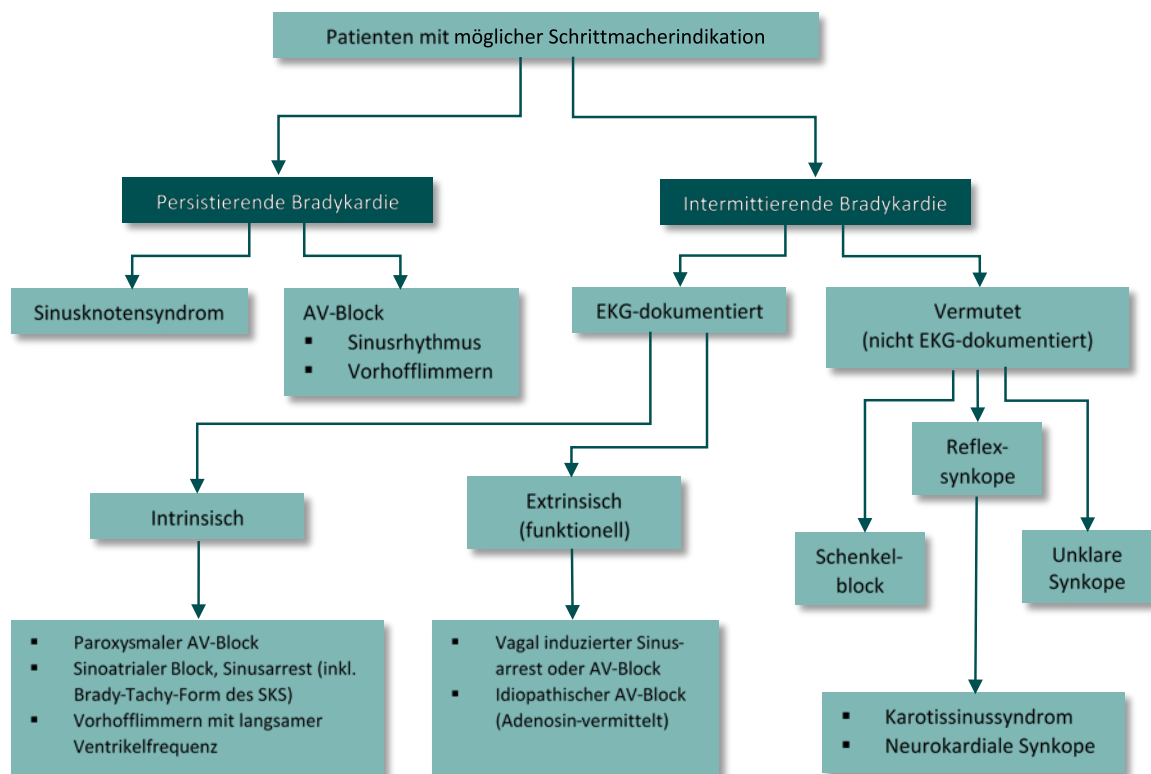 Patienten mit möglicher Schrittmacherindikation
Persistierende Bradykardie
Intermittierende Bradykardie
Sinusknotensyndrom
AV-Block
▪ Sinusrhythmus
▪ Vorhofflimmern
EKG-dokumentiert
Vermutet
(nicht EKG-dokumentiert)
Intrinsisch
Extrinsisch
(funktionell)
Reflex-
synkope
Schenkel-
block
Unklare
Synkope
▪ Paroxysmaler AV-Block
▪ Sinoatrialer Block, Sinusarrest (inkl.
Brady-Tachy-Form des SKS)
▪ Vorhofflimmern mit langsamer
Ventrikelfrequenz
▪ Vagal induzierter Sinus-
arrest oder AV-Block
▪ Idiopathischer AV-Block
(Adenosin-vermittelt)
▪ Karotissinussyndrom
▪ Neurokardiale Synkope